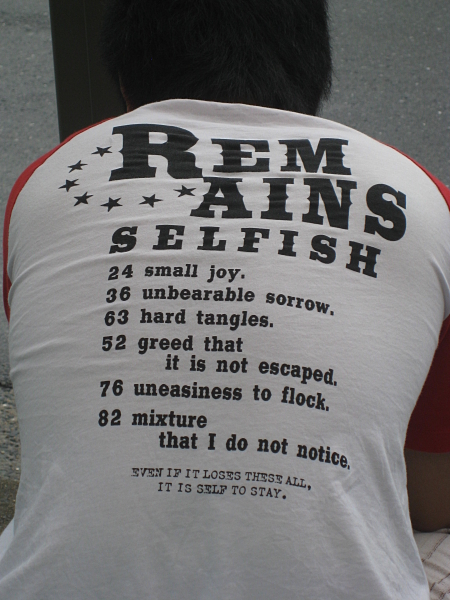 REM
AINS
SELFISH
24 small joy.
36 unbearable sorrow.
63 hard tangles.
52 greed that
it is not escaped.
76 uneasiness to flock.
82 mixture
that I do not notice.
EVEN IF IT LOSES THESE ALL,
IT IS SELF TO STAY.